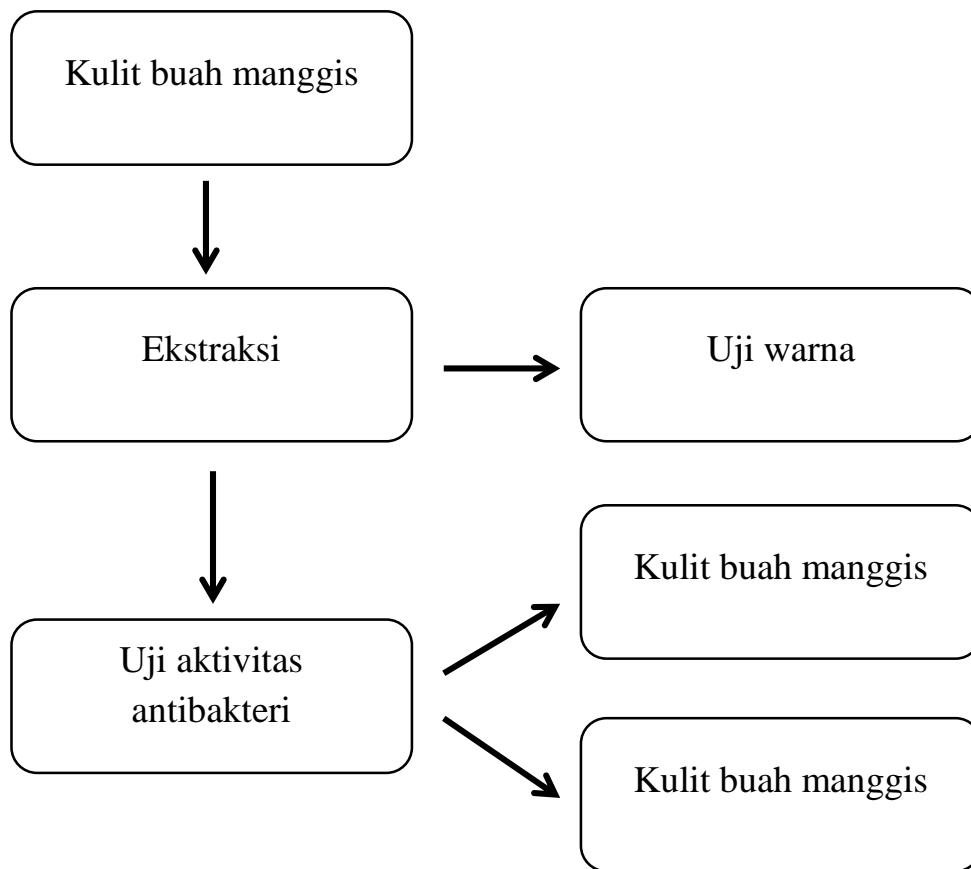 Kulit buah manggis
Ekstraksi
Uji warna
Kulit buah manggis
Uji aktivitas
antibakteri
Kulit buah manggis